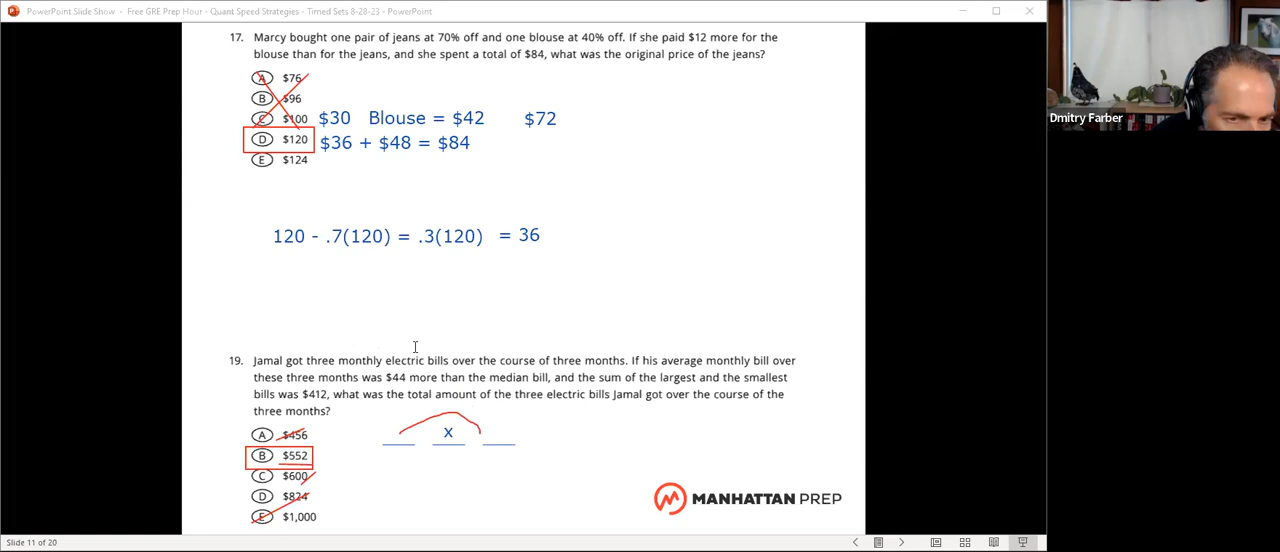 PowerPoint Slide Show - Free GRE Prep Hour - Quant Speed Strategies - Timed Sets 8-28-23 - PowerPoint
17. Marcy bought one pair of jeans at 70% off and one blouse at 40% off. If she paid $12 more for the
blouse than for the jeans, and she spent a total of $84, what was the original price of the jeans?
A $76
B $96
C $100 $30 Blouse = $42 $72
D $120 $36 + $48 = $84
E $124
120 - .7(120) = .3(120) = 36
19. Jamal got three monthly electric bills over the course of three months. If his average monthly bill over
these three months was $44 more than the median bill, and the sum of the largest and the smallest
bills was $412, what was the total amount of the three electric bills Jamal got over the course of the
three months?
A $456
x
B $552
C $600
D $824
E $1,000
MANHATTAN PREP
Slide 11 of 20
Dmitry Farber